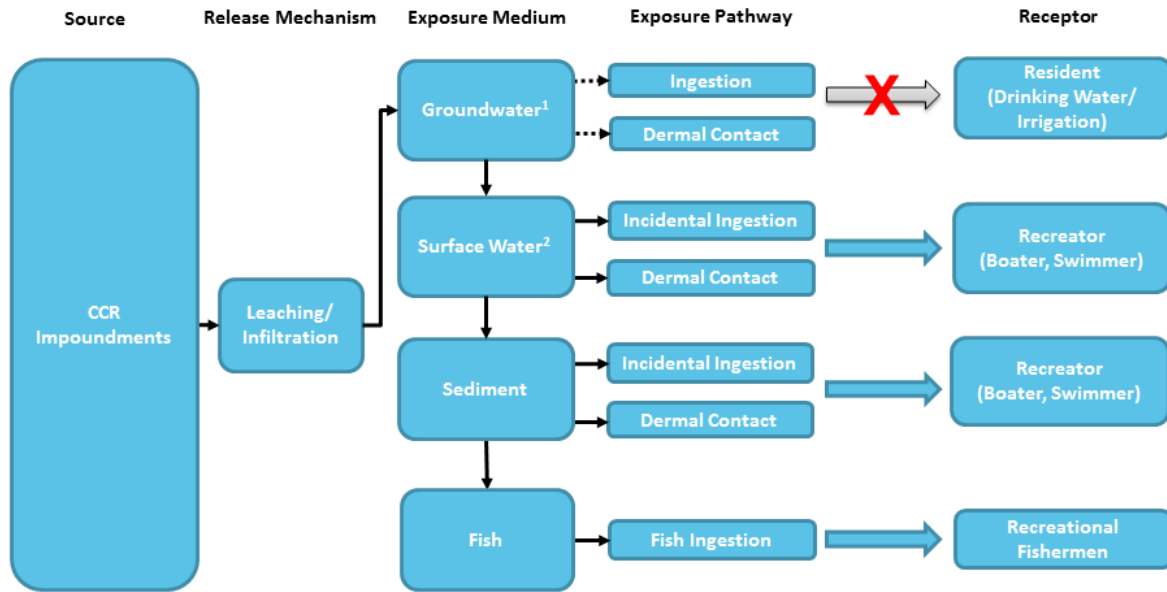 Source
Release Mechanism
Exposure Medium
Exposure Pathway
Receptor
CCR
Impoundments
Leaching/
Infiltration
Groundwater¹
Ingestion
Dermal Contact
X
Resident
(Drinking Water/
Irrigation)
Surface Water²
Incidental Ingestion
Dermal Contact
Recreator
(Boater, Swimmer)
Sediment
Incidental Ingestion
Dermal Contact
Recreator
(Boater, Swimmer)
Fish
Fish Ingestion
Recreational
Fishermen